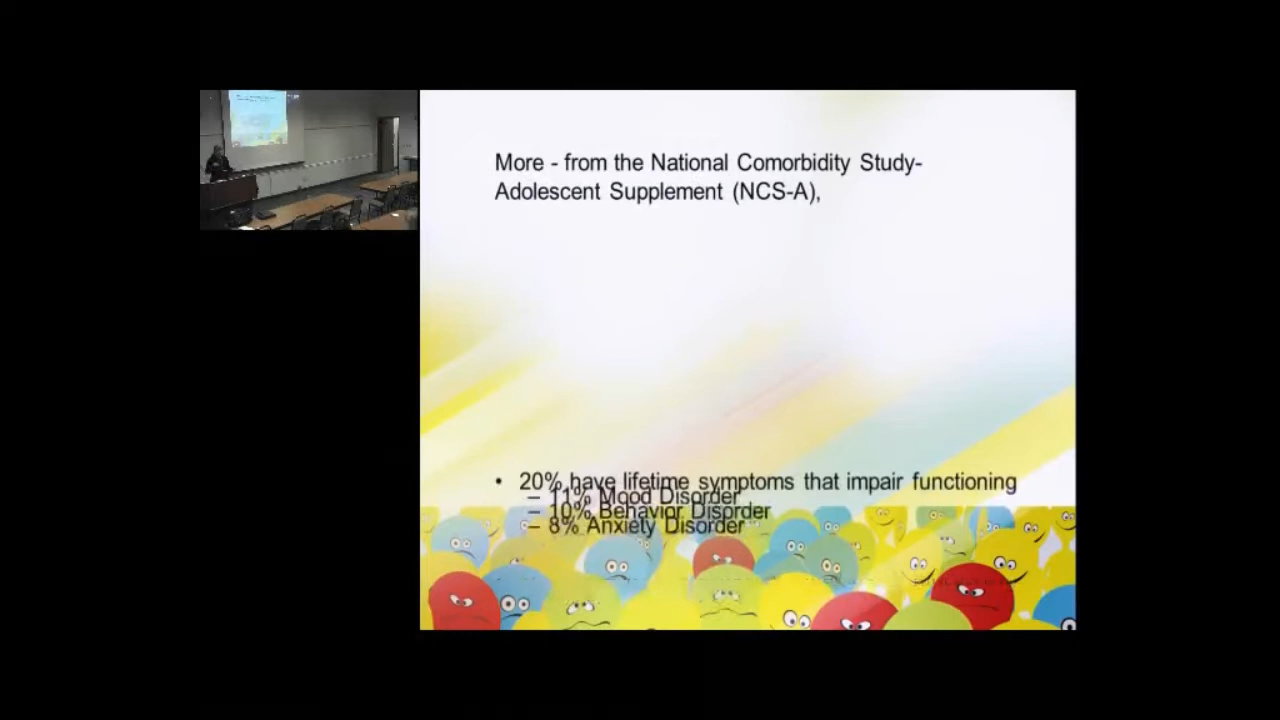 More - from the National Comorbidity Study-
Adolescent Supplement (NCS-A),
• 20% have lifetime symptoms that impair functioning
– 11% Mood Disorder
– 10% Behavior Disorder
– 8% Anxiety Disorder